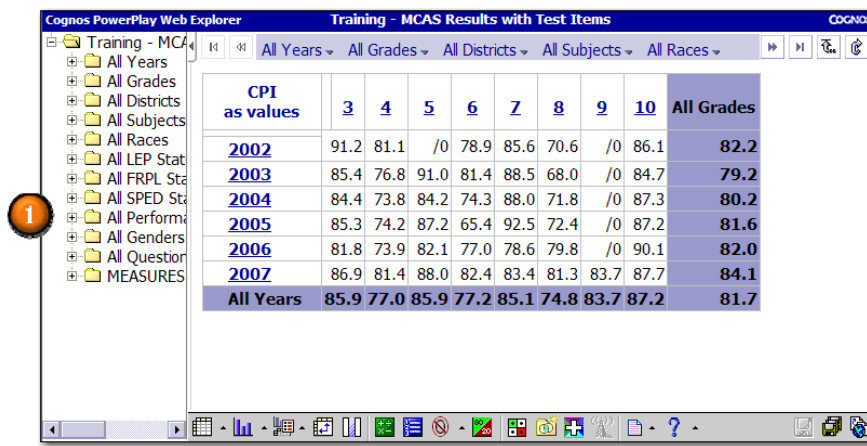 Cognos PowerPlay Web Explorer Training - MCAS Results with Test Items COGNO
Training - MCA
All Years
All Grades
All Districts
All Subjects
All Races
All LEP Stat
All FRPL Sta
All SPED Sta
All Performa
All Genders
All Question
MEASURES
1
All Years All Grades All Districts All Subjects All Races
CPI
as values 3 4 5 6 7 8 9 10 All Grades
2002 91.2 81.1 /0 78.9 85.6 70.6 /0 86.1 82.2
2003 85.4 76.8 91.0 81.4 88.5 68.0 /0 84.7 79.2
2004 84.4 73.8 84.2 74.3 88.0 71.8 /0 87.3 80.2
2005 85.3 74.2 87.2 65.4 92.5 72.4 /0 87.2 81.6
2006 81.8 73.9 82.1 77.0 78.6 79.8 /0 90.1 82.0
2007 86.9 81.4 88.0 82.4 83.4 81.3 83.7 87.7 84.1
All Years 85.9 77.0 85.9 77.2 85.1 74.8 83.7 87.2 81.7